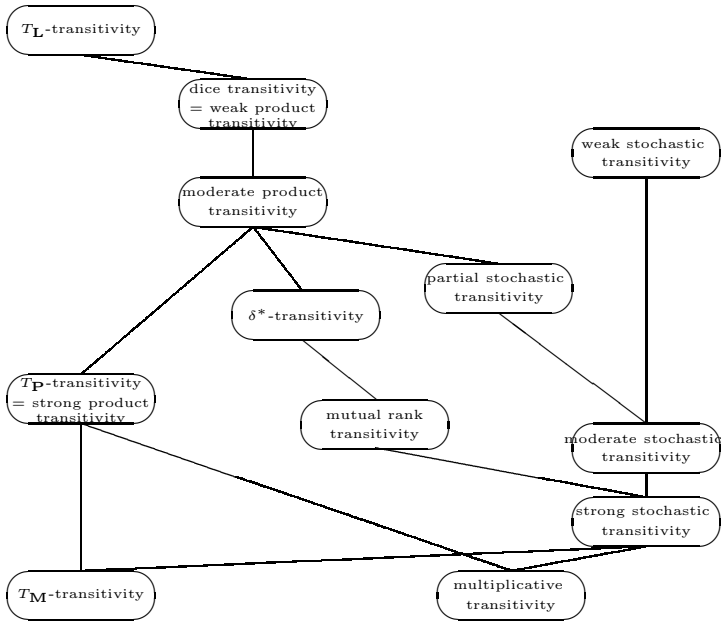 T_L-transitivity
dice transitivity
= weak product
transitivity
weak stochastic
transitivity
moderate product
transitivity
partial stochastic
transitivity
δ*-transitivity
T_P-transitivity
= strong product
transitivity
mutual rank
transitivity
moderate stochastic
transitivity
strong stochastic
transitivity
T_M-transitivity
multiplicative
transitivity